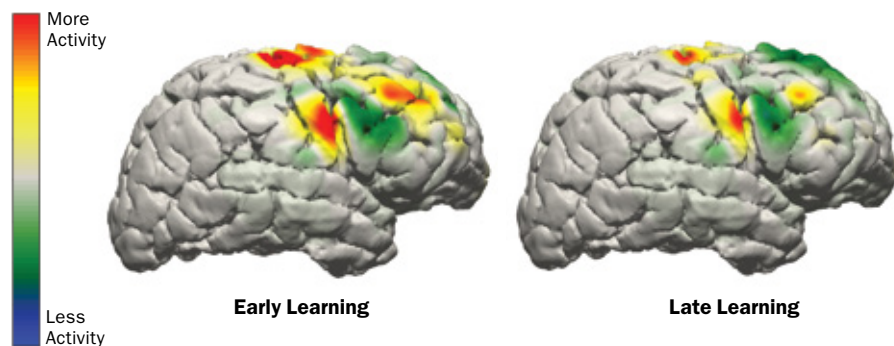 More
Activity
Less
Activity
Early Learning
Late Learning